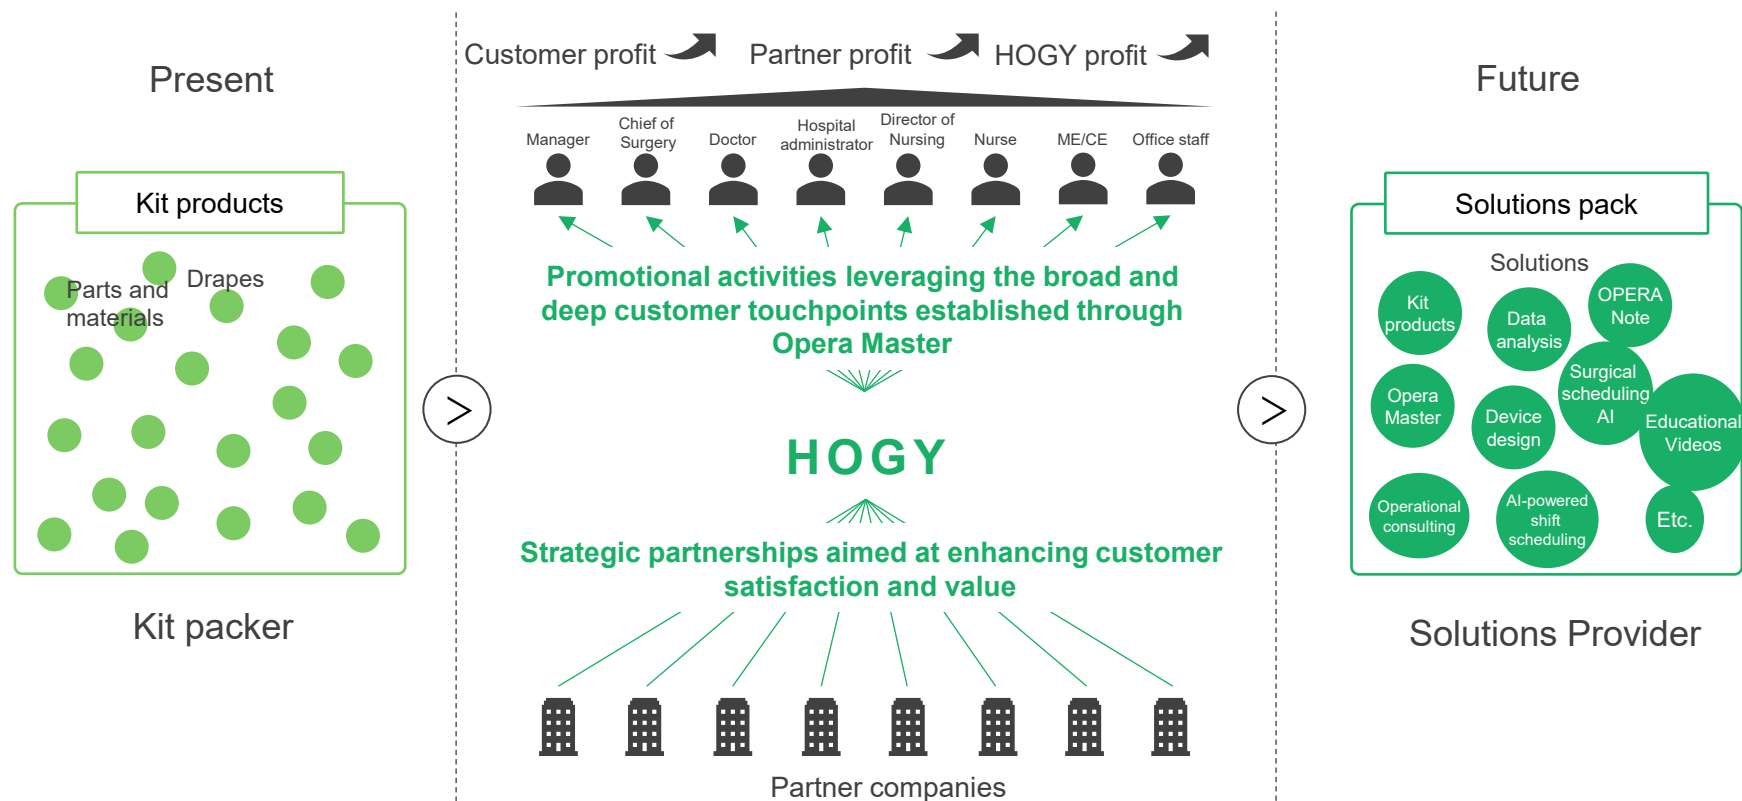 Present
Kit products
Parts and
materials
Drapes
Kit packer
>
Customer profit
Partner profit
HOGY profit
Manager
Chief of
Surgery
Doctor
Hospital
administrator
Director of
Nursing
Nurse
ME/CE
Office staff
Promotional activities leveraging the broad and
deep customer touchpoints established through
Opera Master
HOGY
Strategic partnerships aimed at enhancing customer
satisfaction and value
Partner companies
>
Future
Solutions pack
Solutions
Kit
products
Data
analysis
OPERA
Note
Opera
Master
Device
design
Surgical
scheduling
AI
Educational
Videos
Operational
consulting
AI-powered
shift
scheduling
Etc.
Solutions Provider